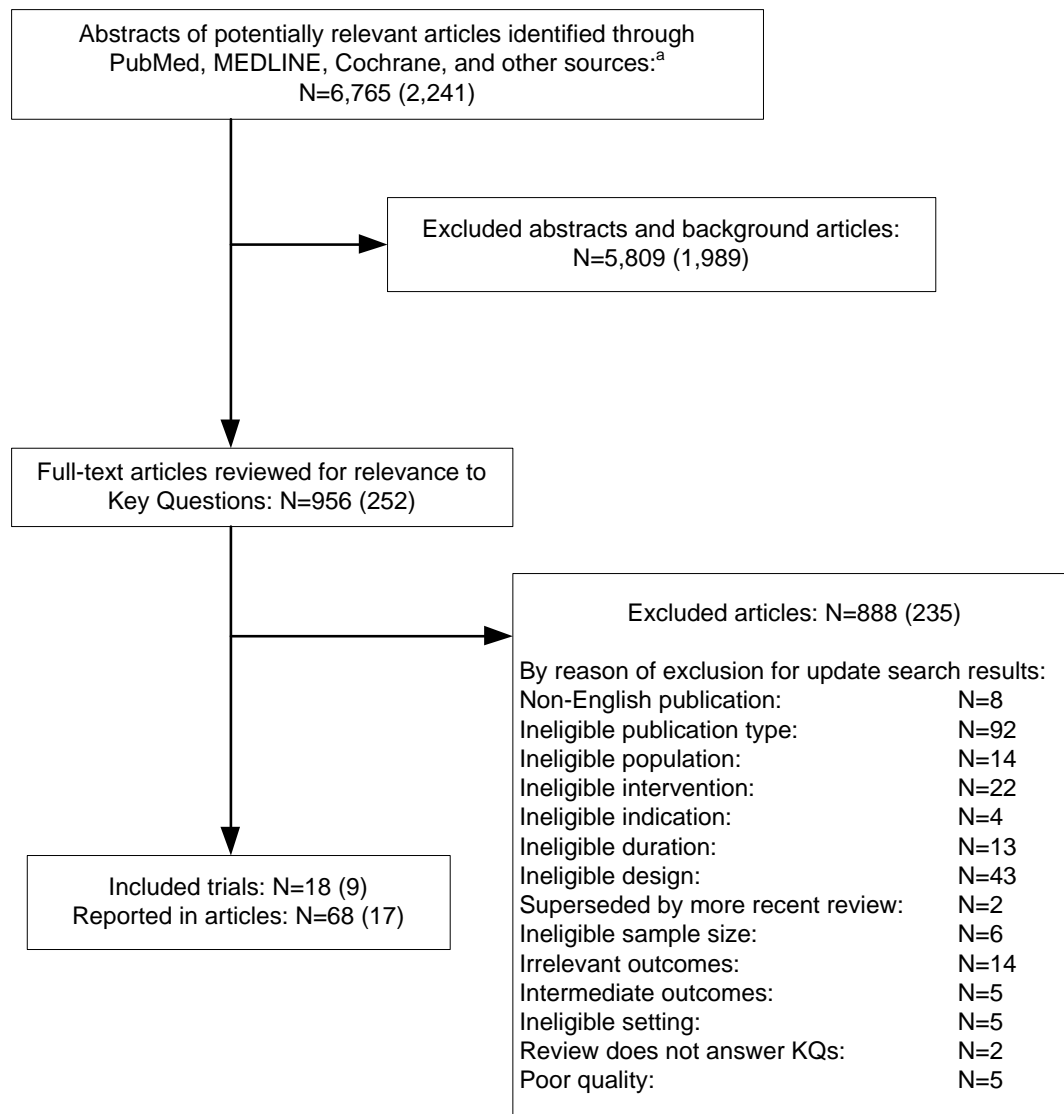 Abstracts of potentially relevant articles identified through
PubMed, MEDLINE, Cochrane, and other sources:a
N=6,765 (2,241)
Excluded abstracts and background articles:
N=5,809 (1,989)
Full-text articles reviewed for relevance to
Key Questions: N=956 (252)
Excluded articles: N=888 (235)
By reason of exclusion for update search results:
Non-English publication: N=8
Ineligible publication type: N=92
Ineligible population: N=14
Ineligible intervention: N=22
Ineligible indication: N=4
Ineligible duration: N=13
Ineligible design: N=43
Superseded by more recent review: N=2
Ineligible sample size: N=6
Irrelevant outcomes: N=14
Intermediate outcomes: N=5
Ineligible setting: N=5
Review does not answer KQs: N=2
Poor quality: N=5
Included trials: N=18 (9)
Reported in articles: N=68 (17)